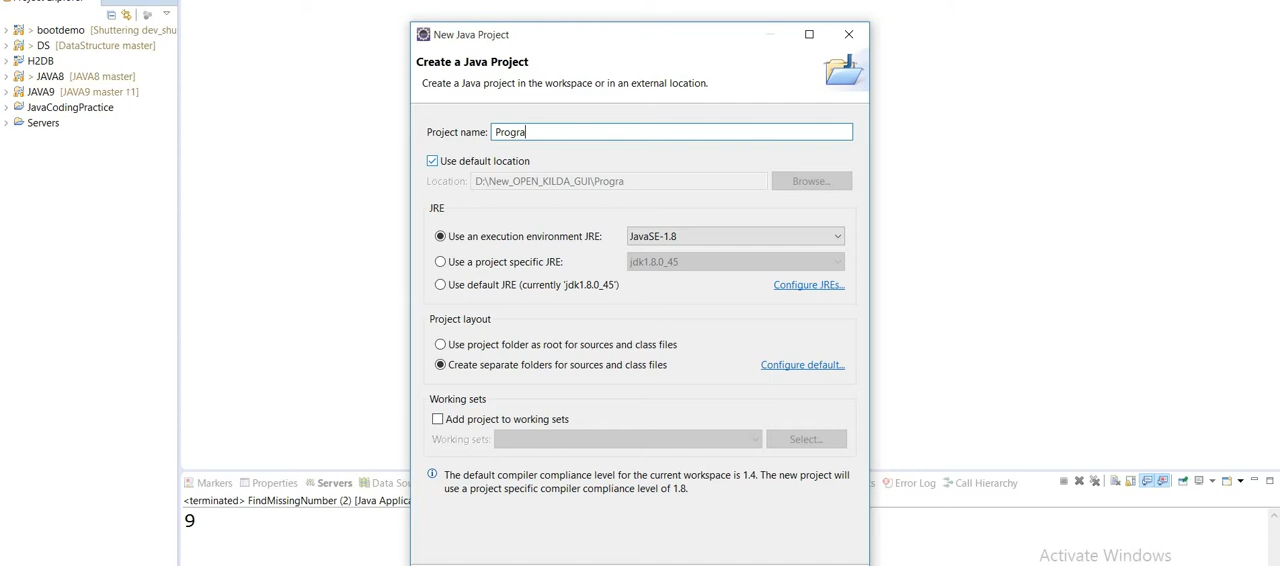 > bootdemo [Shuttering dev_shu
> DS [DataStructure master]
H2DB
> JAVA8 [JAVA8 master]
JAVA9 [JAVA9 master ↑1]
JavaCodingPractice
Servers
New Java Project
Create a Java Project
Create a Java project in the workspace or in an external location.
Project name: Progra
Use default location
Location: D:\New_OPEN_KILDA_GUI\Progra Browse...
JRE
Use an execution environment JRE: JavaSE-1.8
Use a project specific JRE: jdk1.8.0_45
Use default JRE (currently 'jdk1.8.0_45') Configure JREs...
Project layout
Use project folder as root for sources and class files
Create separate folders for sources and class files Configure default...
Working sets
Add project to working sets
Working sets: Select...
The default compiler compliance level for the current workspace is 1.4. The new project will
use a project specific compiler compliance level of 1.8.
Markers Properties Servers Data Sou ts Error Log Call Hierarchy
<terminated> FindMissingNumber (2) [Java Applica
9
Activate Windows